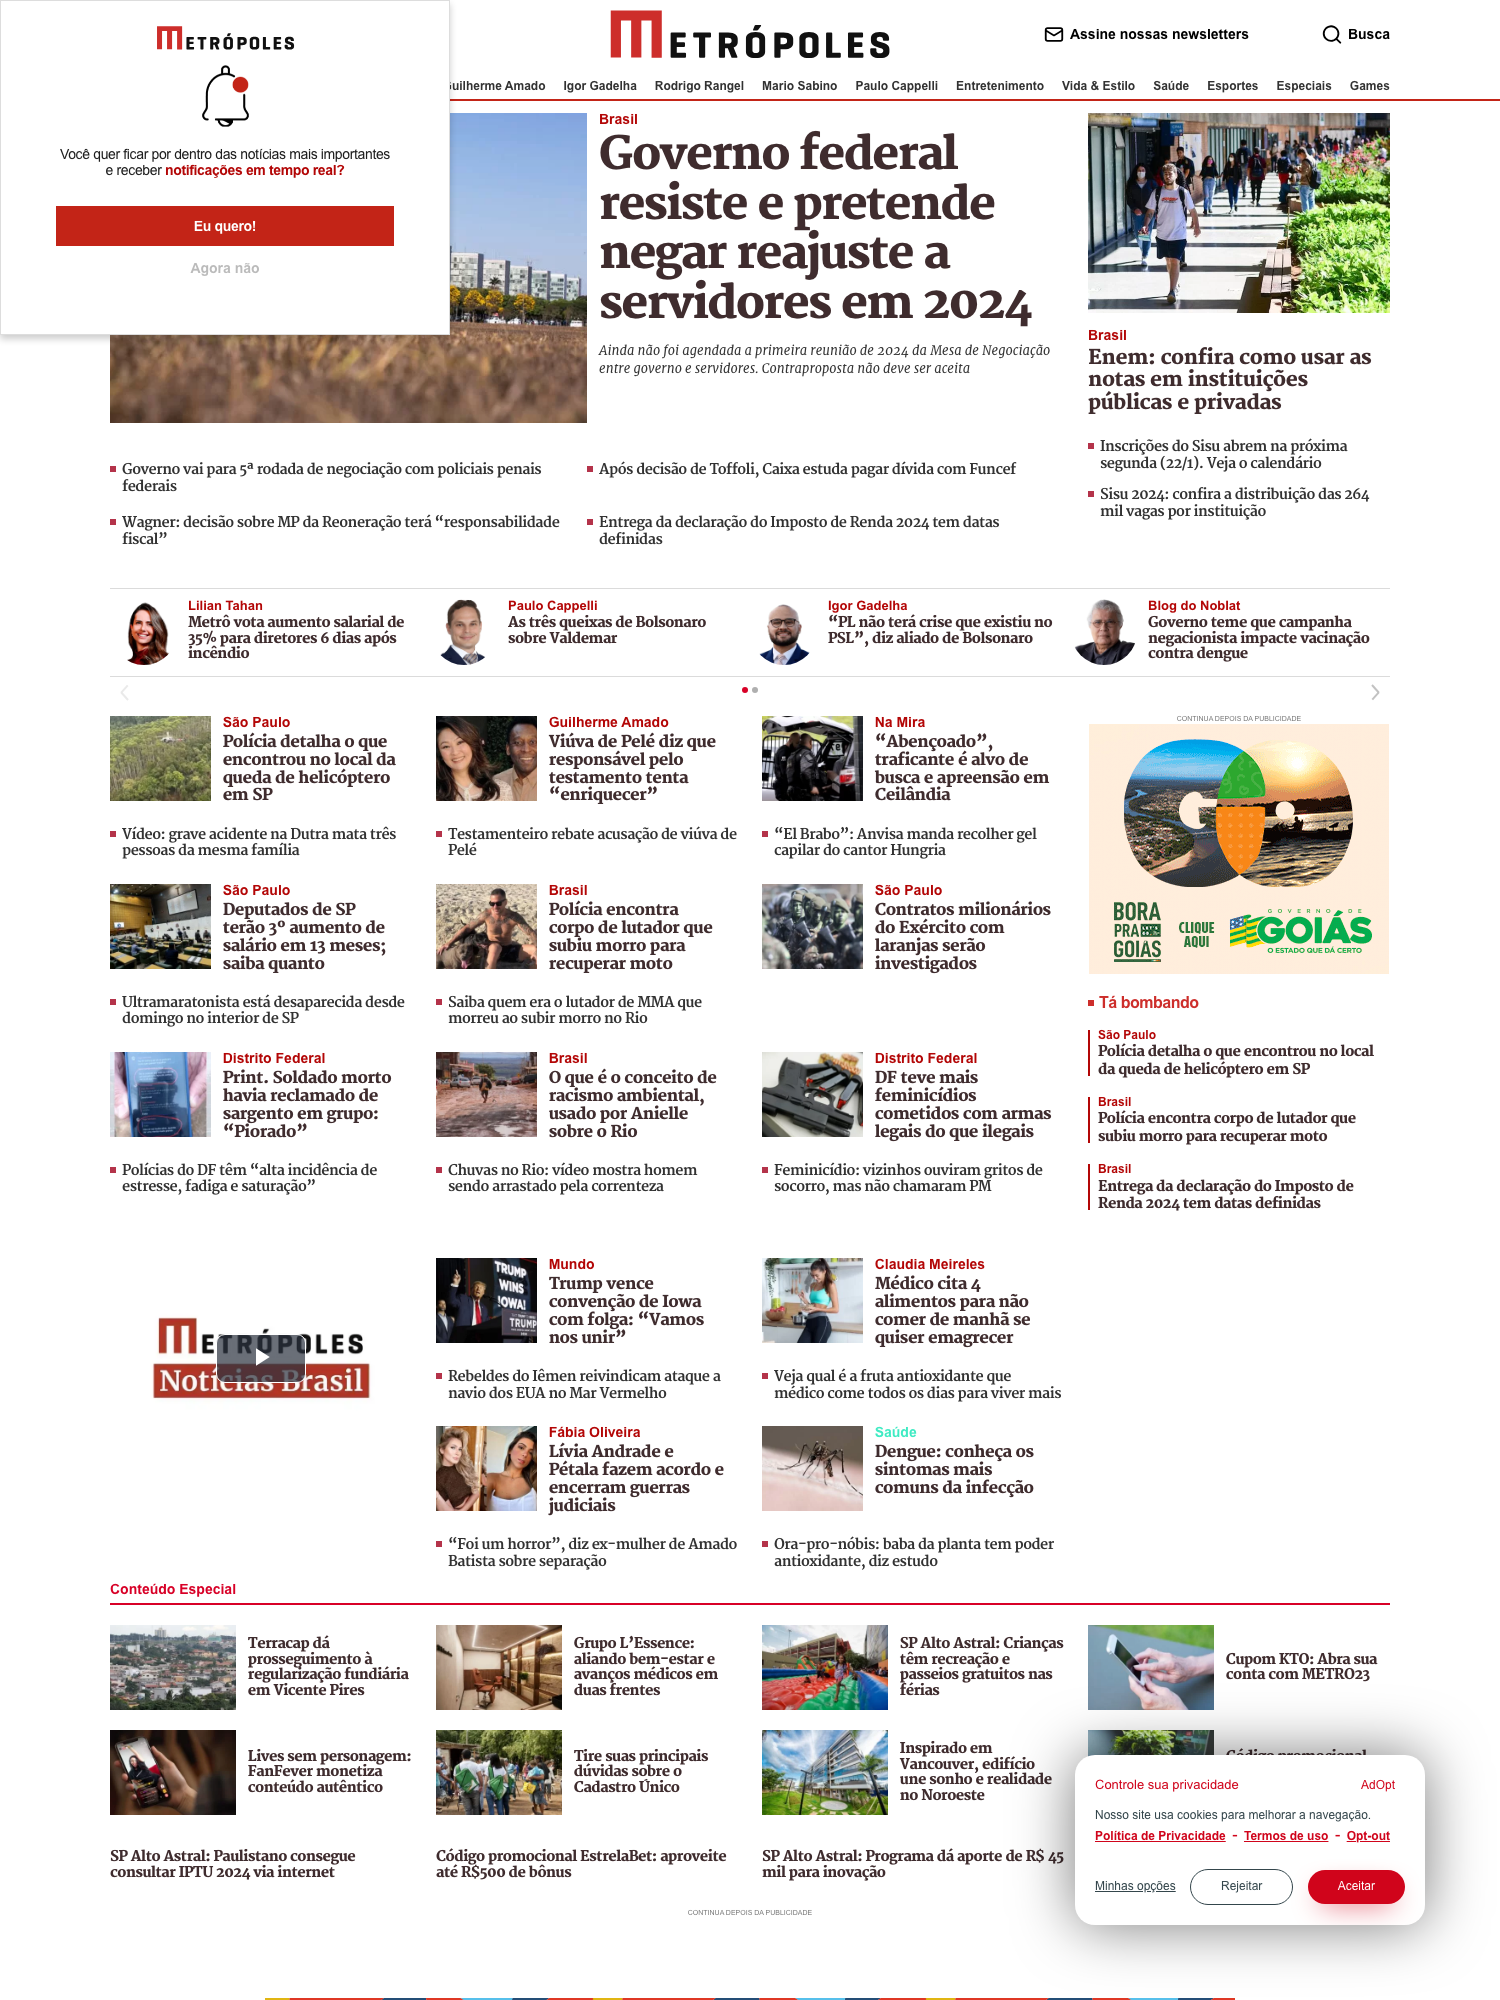 METRÓPOLES
Você quer ficar por dentro das notícias mais importantes
e receber notificações em tempo real?
Eu quero!
Agora não
METRÓPOLES
Assine nossas newsletters
Busca
Guilherme Amado Igor Gadelha Rodrigo Rangel Mario Sabino Paulo Cappelli Entretenimento Vida & Estilo Saúde Esportes Especiais Games
Brasil
Governo federal
resiste e pretende
negar reajuste a
servidores em 2024
Ainda não foi agendada a primeira reunião de 2024 da Mesa de Negociação
entre governo e servidores. Contraproposta não deve ser aceita
Brasil
Enem: confira como usar as
notas em instituições
públicas e privadas
Inscrições do Sisu abrem na próxima
segunda (22/1). Veja o calendário
Sisu 2024: confira a distribuição das 264
mil vagas por instituição
Governo vai para 5ª rodada de negociação com policiais penais
federais
Após decisão de Toffoli, Caixa estuda pagar dívida com Funcef
Wagner: decisão sobre MP da Reoneração terá “responsabilidade
fiscal”
Entrega da declaração do Imposto de Renda 2024 tem datas
definidas
Lilian Tahan
Metrô vota aumento salarial de
35% para diretores 6 dias após
incêndio
Paulo Cappelli
As três queixas de Bolsonaro
sobre Valdemar
Igor Gadelha
“PL não terá crise que existiu no
PSL”, diz aliado de Bolsonaro
Blog do Noblat
Governo teme que campanha
negacionista impacte vacinação
contra dengue
São Paulo
Polícia detalha o que
encontrou no local da
queda de helicóptero
em SP
Vídeo: grave acidente na Dutra mata três
pessoas da mesma família
Guilherme Amado
Viúva de Pelé diz que
responsável pelo
testamento tenta
“enriquecer”
Testamenteiro rebate acusação de viúva de
Pelé
Na Mira
“Abençoado”,
traficante é alvo de
busca e apreensão em
Ceilândia
“El Brabo”: Anvisa manda recolher gel
capilar do cantor Hungria
CONTINUA DEPOIS DA PUBLICIDADE
BORA
PRA
GOIÁS
CLIQUE
AQUI
GOVERNO DE
GOIÁS
O ESTADO QUE DÁ CERTO
São Paulo
Deputados de SP
terão 3º aumento de
salário em 13 meses;
saiba quanto
Ultramaratonista está desaparecida desde
domingo no interior de SP
Brasil
Polícia encontra
corpo de lutador que
subiu morro para
recuperar moto
Saiba quem era o lutador de MMA que
morreu ao subir morro no Rio
São Paulo
Contratos milionários
do Exército com
laranjas serão
investigados
Tá bombando
São Paulo
Polícia detalha o que encontrou no local
da queda de helicóptero em SP
Brasil
Polícia encontra corpo de lutador que
subiu morro para recuperar moto
Brasil
Entrega da declaração do Imposto de
Renda 2024 tem datas definidas
Distrito Federal
Print. Soldado morto
havia reclamado de
sargento em grupo:
“Piorado”
Polícias do DF têm “alta incidência de
estresse, fadiga e saturação”
Brasil
O que é o conceito de
racismo ambiental,
usado por Anielle
sobre o Rio
Chuvas no Rio: vídeo mostra homem
sendo arrastado pela correnteza
Distrito Federal
DF teve mais
feminicídios
cometidos com armas
legais do que ilegais
Feminicídio: vizinhos ouviram gritos de
socorro, mas não chamaram PM
METRÓPOLES
Notícias Brasil
TRUMP
WINS
IOWA!
TRUMP
Mundo
Trump vence
convenção de Iowa
com folga: “Vamos
nos unir”
Rebeldes do Iêmen reivindicam ataque a
navio dos EUA no Mar Vermelho
Claudia Meireles
Médico cita 4
alimentos para não
comer de manhã se
quiser emagrecer
Veja qual é a fruta antioxidante que
médico come todos os dias para viver mais
Fábia Oliveira
Lívia Andrade e
Pétala fazem acordo e
encerram guerras
judiciais
“Foi um horror”, diz ex-mulher de Amado
Batista sobre separação
Saúde
Dengue: conheça os
sintomas mais
comuns da infecção
Ora-pro-nóbis: baba da planta tem poder
antioxidante, diz estudo
Conteúdo Especial
Terracap dá
prosseguimento à
regularização fundiária
em Vicente Pires
Grupo L’Essence:
aliando bem-estar e
avanços médicos em
duas frentes
SP Alto Astral: Crianças
têm recreação e
passeios gratuitos nas
férias
Cupom KTO: Abra sua
conta com METRO23
Lives sem personagem:
FanFever monetiza
conteúdo autêntico
Tire suas principais
dúvidas sobre o
Cadastro Único
Inspirado em
Vancouver, edifício
une sonho e realidade
no Noroeste
Código promocional
SP Alto Astral: Paulistano consegue
consultar IPTU 2024 via internet
Código promocional EstrelaBet: aproveite
até R$500 de bônus
SP Alto Astral: Programa dá aporte de R$ 45
mil para inovação
Controle sua privacidade
AdOpt
Nosso site usa cookies para melhorar a navegação.
Política de Privacidade - Termos de uso - Opt-out
Minhas opções
Rejeitar
Aceitar
CONTINUA DEPOIS DA PUBLICIDADE